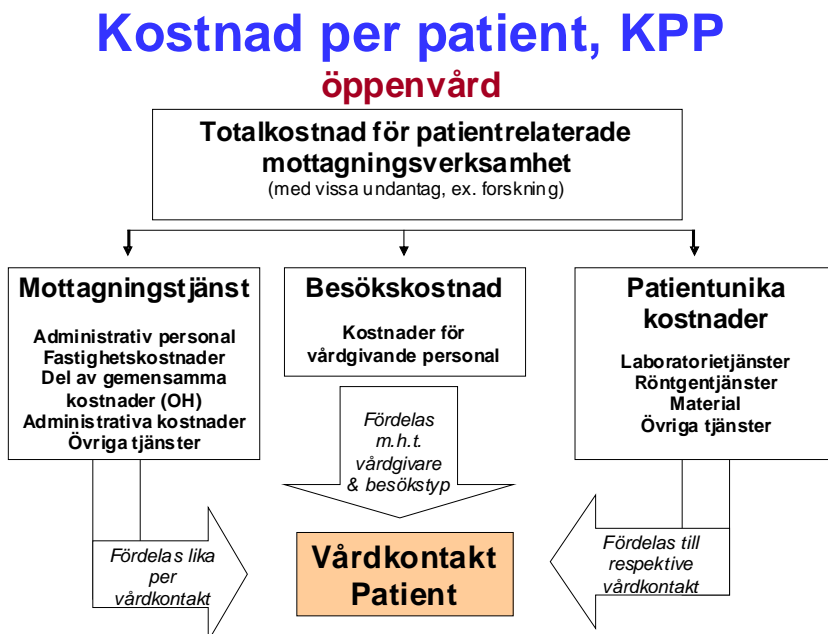 Kostnad per patient, KPP
öppenvård
Totalkostnad för patientrelaterade
mottagningsverksamhet
(med vissa undantag, ex. forskning)
Mottagningstjänst
Administrativ personal
Fastighetskostnader
Del av gemensamma
kostnader (OH)
Administrativa kostnader
Övriga tjänster
Besökskostnad
Kostnader för
vårdgivande personal
Patientunika
kostnader
Laboratorietjänster
Röntgentjänster
Material
Övriga tjänster
Fördelas
m.h.t.
vårdgivare
& besökstyp
Fördelas lika
per
vårdkontakt
Vårdkontakt
Patient
Fördelas till
respektive
vårdkontakt